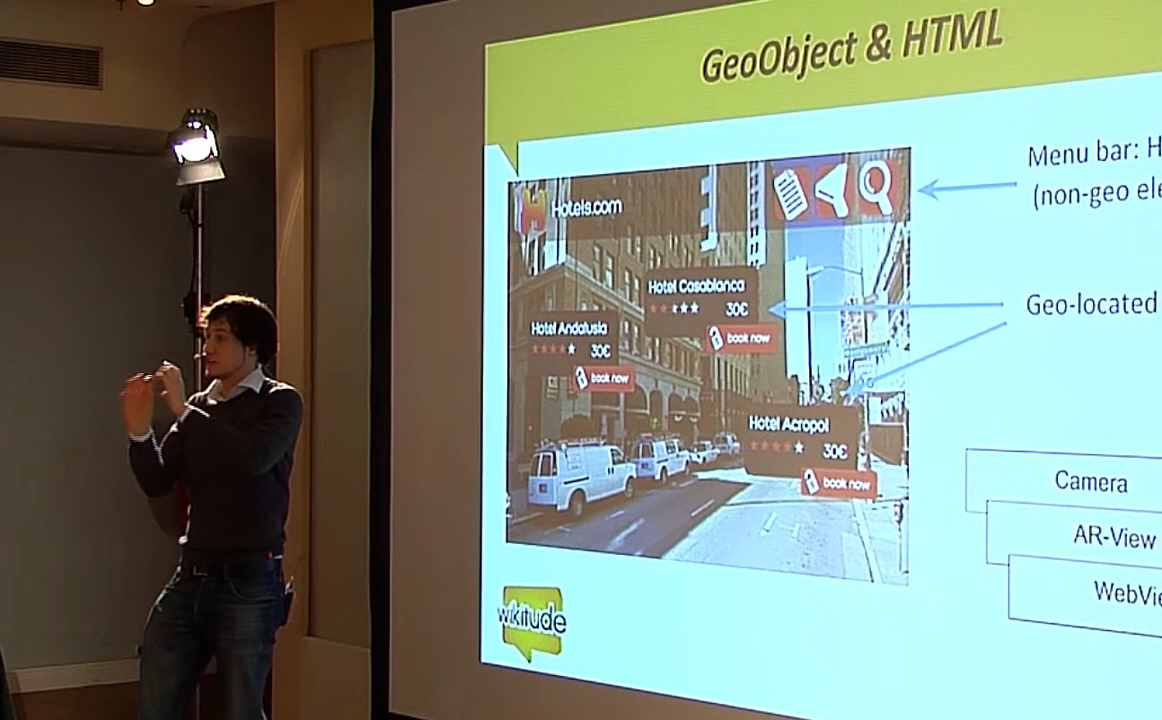 GeoObject & HTML
Menu bar: H
(non-geo ele
Hotels.com
Hotel Casablanca
30€
book now
Geo-located
Hotel Andalusia
30€
book now
Hotel Acropol
30€
book now
Camera
AR-View
WebVie
wikitude